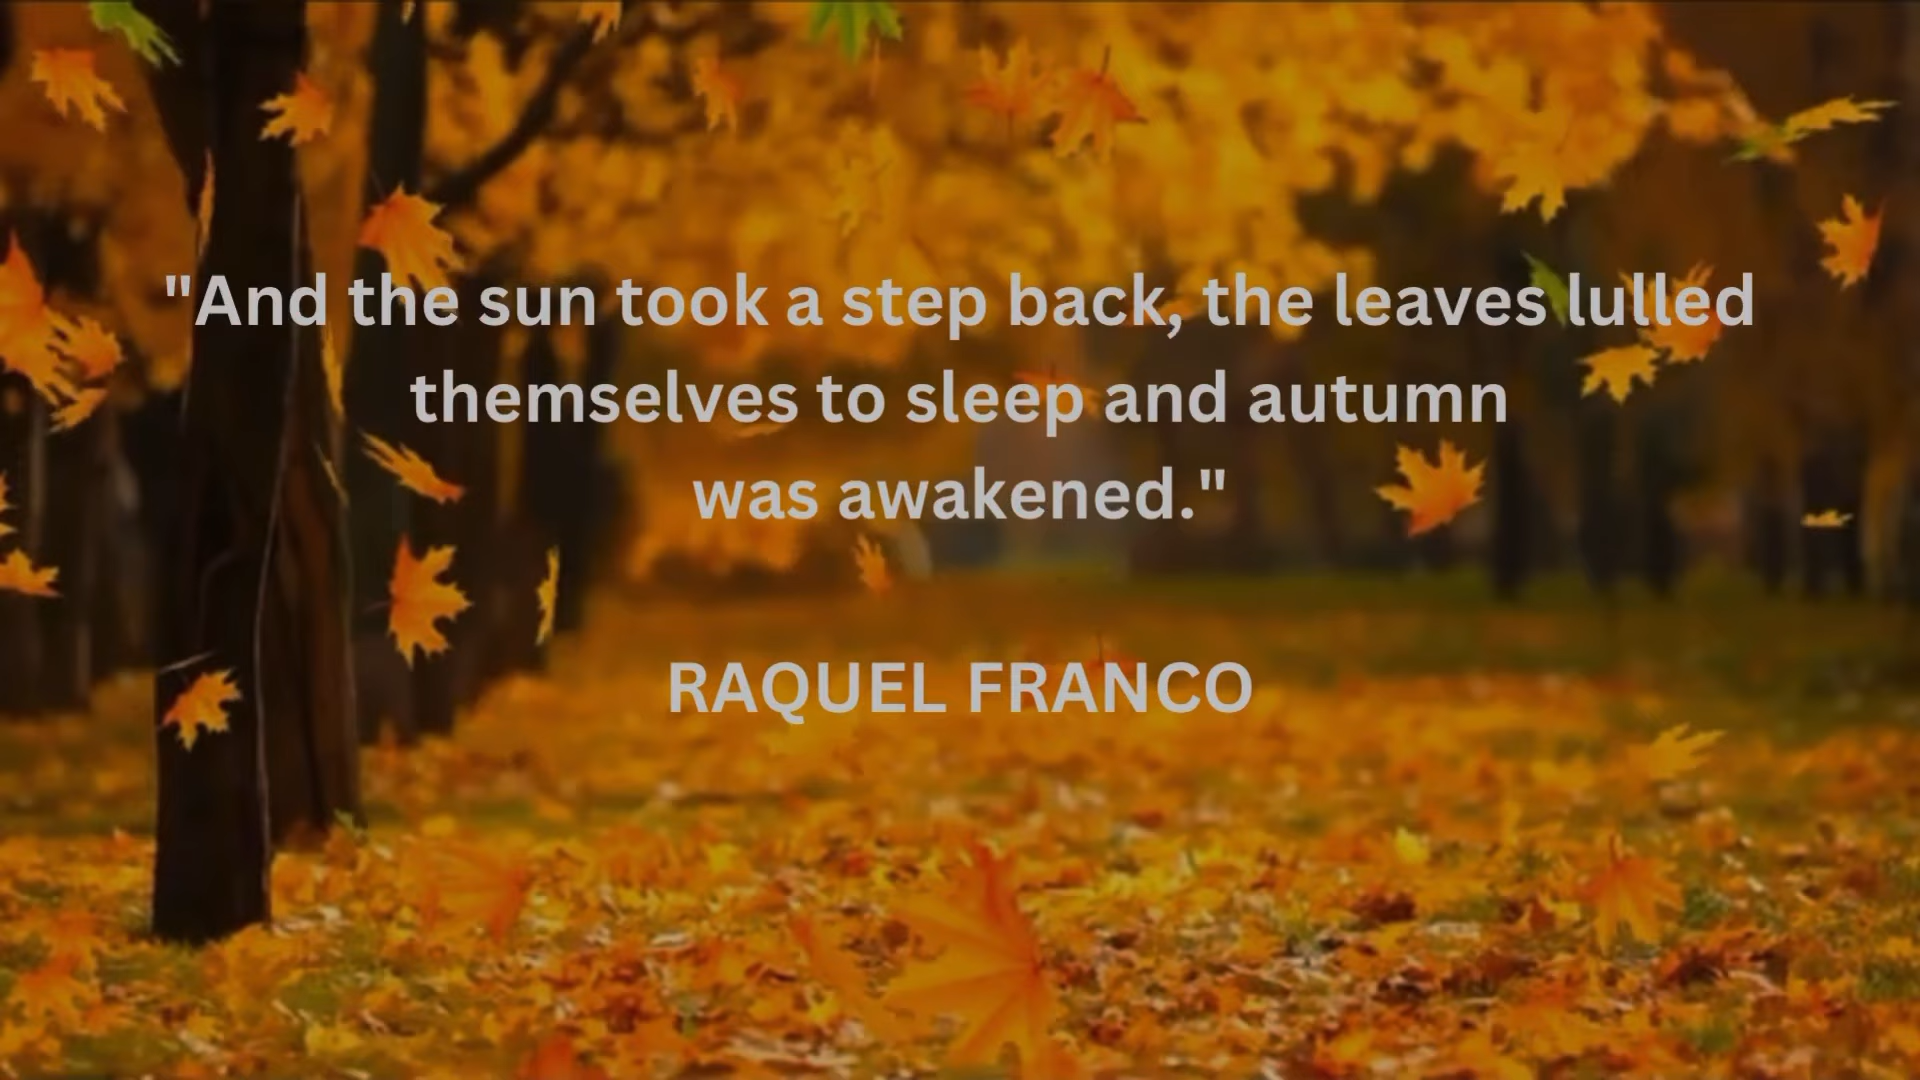 "And the sun took a step back, the leaves lulled
themselves to sleep and autumn
was awakened."
RAQUEL FRANCO